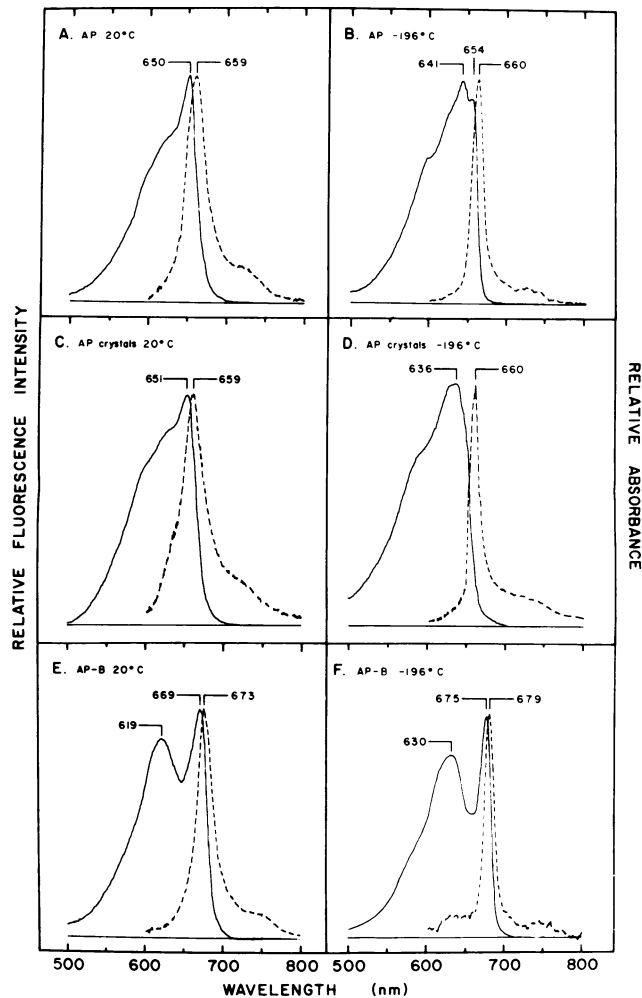 A. AP 20°C
650 659
B. AP -196°C
654
641 660
C. AP crystals 20°C
651 659
D. AP crystals -196°C
636 660
E. AP-B 20°C
669 673
619
F. AP-B -196°C
675 679
630
RELATIVE FLUORESCENCE INTENSITY
RELATIVE ABSORBANCE
500 600 700 800 500 600 700 800
WAVELENGTH (nm)